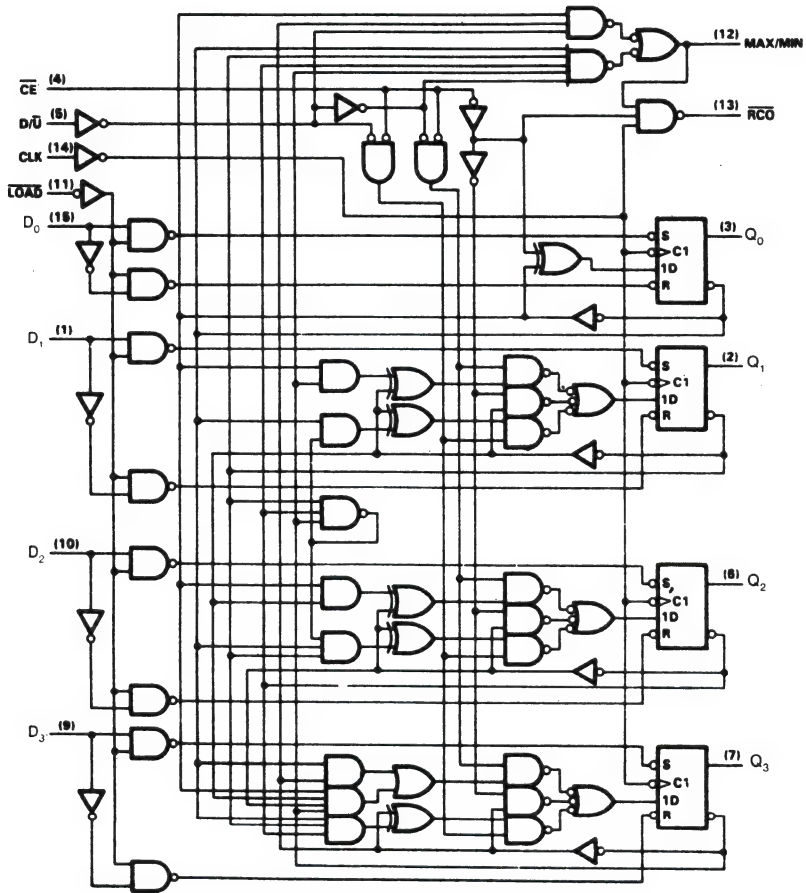 (12) MAX/MIN
CE (4)
D/U (5)
(13) RCO
CLK (14)
LOAD (11)
D0 (15)
(3) Q0
S
C1
1D
R
D1 (1)
(2) Q1
S
C1
1D
R
D2 (10)
(6) Q2
S
C1
1D
R
D3 (9)
(7) Q3
S
C1
1D
R